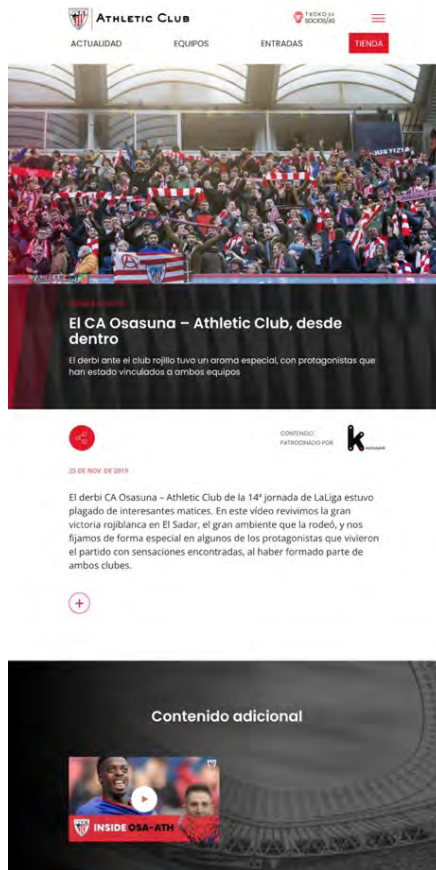 ATHLETIC CLUB
TXOKO DE
SOCIOS/AS
ACTUALIDAD EQUIPOS ENTRADAS TIENDA
JUSTIZIA
El CA Osasuna – Athletic Club, desde
dentro
El derbi ante el club rojillo tuvo un aroma especial, con protagonistas que
han estado vinculados a ambos equipos
CONTENIDO
PATROCINADO POR
25 DE NOV. DE 2019
El derbi CA Osasuna – Athletic Club de la 14ª jornada de LaLiga estuvo
plagado de interesantes matices. En este vídeo revivimos la gran
victoria rojiblanca en El Sadar, el gran ambiente que la rodeó, y nos
fijamos de forma especial en algunos de los protagonistas que vivieron
el partido con sensaciones encontradas, al haber formado parte de
ambos clubes.
Contenido adicional
INSIDE OSA-ATH